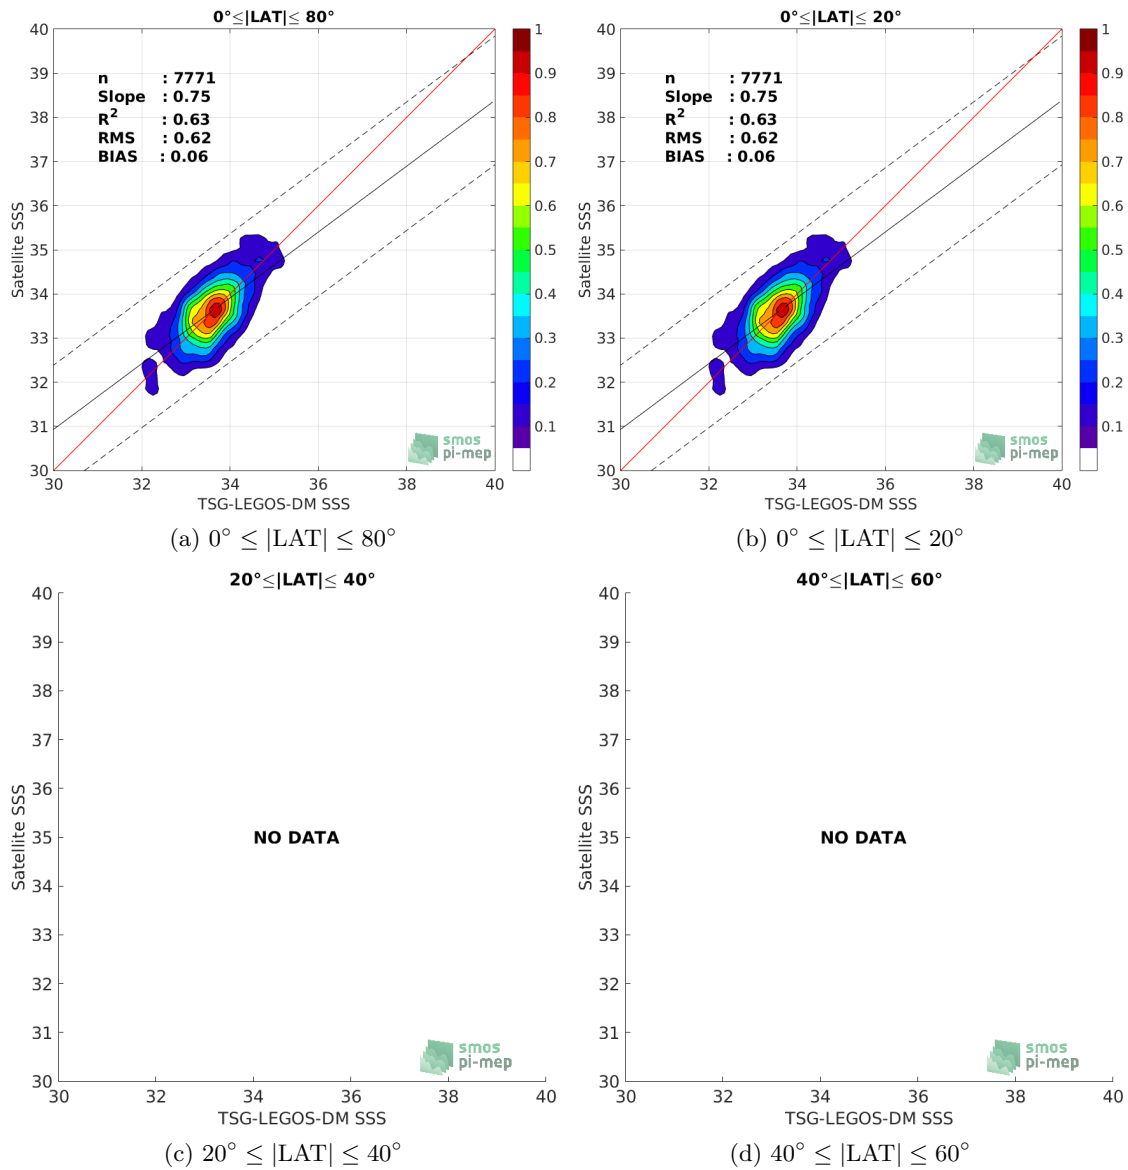 0°≤|LAT|≤ 80°
40
39
38
37
36
35
34
33
32
31
30
Satellite SSS
n : 7771
Slope : 0.75
R2 : 0.63
RMS : 0.62
BIAS : 0.06
smos
pi-mep
30 32 34 36 38 40
TSG-LEGOS-DM SSS
1
0.9
0.8
0.7
0.6
0.5
0.4
0.3
0.2
0.1
(a) 0° ≤ |LAT| ≤ 80°
0°≤|LAT|≤ 20°
40
39
38
37
36
35
34
33
32
31
30
Satellite SSS
n : 7771
Slope : 0.75
R2 : 0.63
RMS : 0.62
BIAS : 0.06
smos
pi-mep
30 32 34 36 38 40
TSG-LEGOS-DM SSS
1
0.9
0.8
0.7
0.6
0.5
0.4
0.3
0.2
0.1
(b) 0° ≤ |LAT| ≤ 20°
20°≤|LAT|≤ 40°
40
39
38
37
36
35
34
33
32
31
30
Satellite SSS
NO DATA
smos
pi-mep
30 32 34 36 38 40
TSG-LEGOS-DM SSS
(c) 20° ≤ |LAT| ≤ 40°
40°≤|LAT|≤ 60°
40
39
38
37
36
35
34
33
32
31
30
Satellite SSS
NO DATA
smos
pi-mep
30 32 34 36 38 40
TSG-LEGOS-DM SSS
(d) 40° ≤ |LAT| ≤ 60°